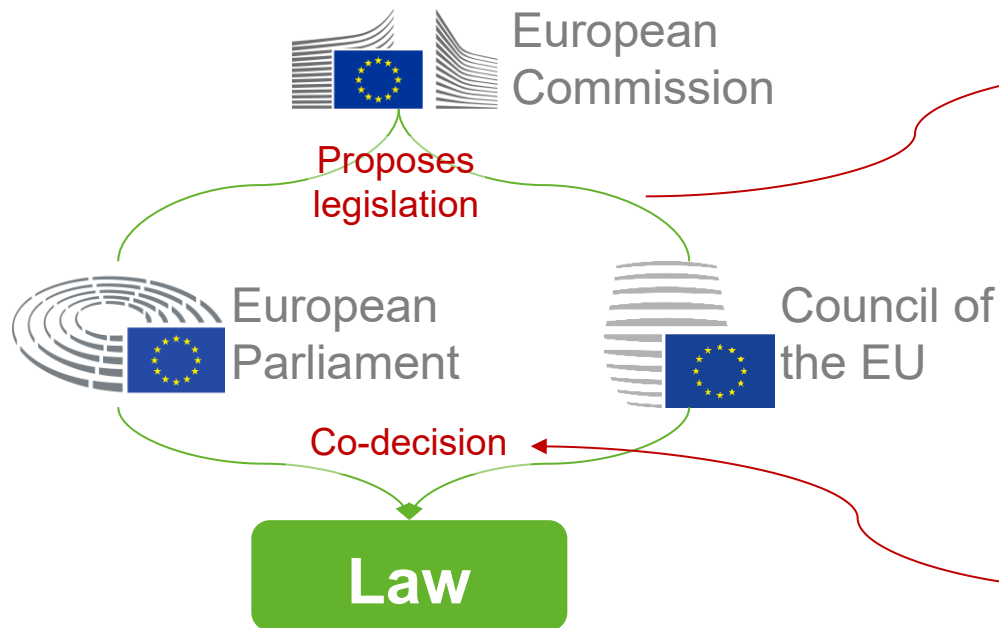 European
Commission
Proposes
legislation
European
Parliament
Council of
the EU
Co-decision
Law